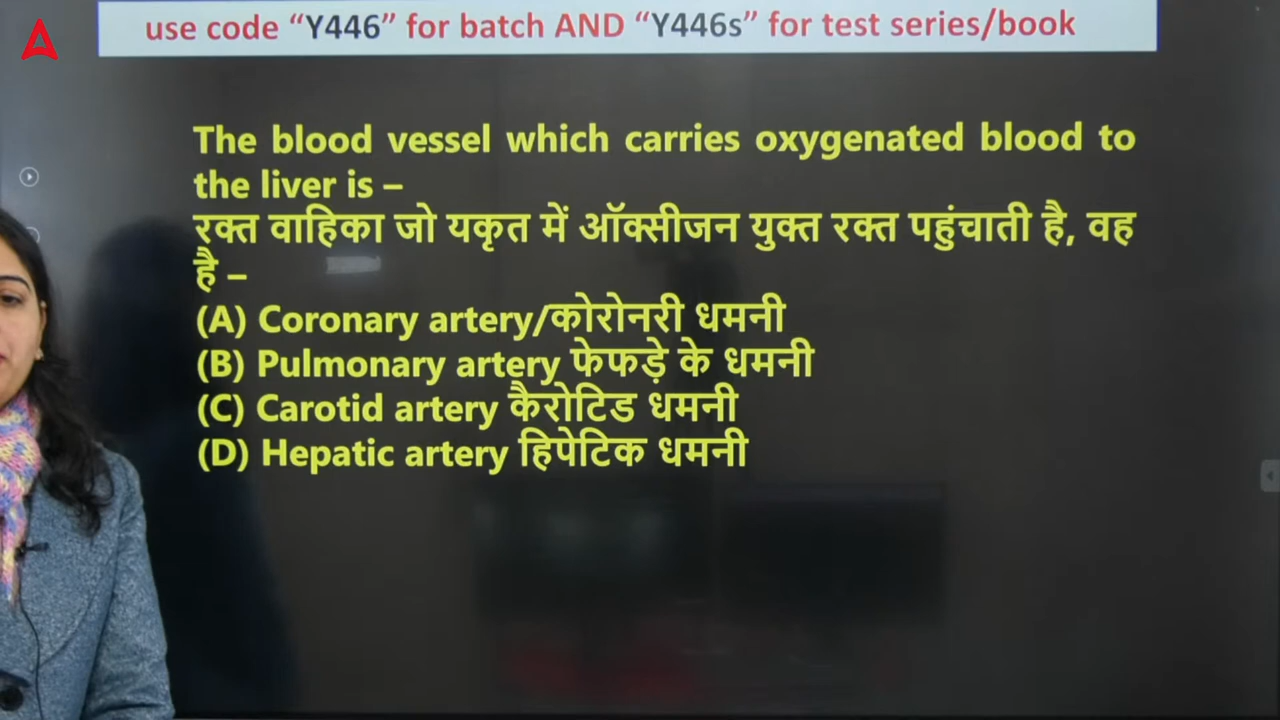 use code “Y446” for batch AND “Y446s” for test series/book
The blood vessel which carries oxygenated blood to
the liver is –
रक्त वाहिका जो यकृत में ऑक्सीजन युक्त रक्त पहुंचाती है, वह
है –
(A) Coronary artery/कोरोनरी धमनी
(B) Pulmonary artery फेफड़े के धमनी
(C) Carotid artery कैरोटिड धमनी
(D) Hepatic artery हिपेटिक धमनी